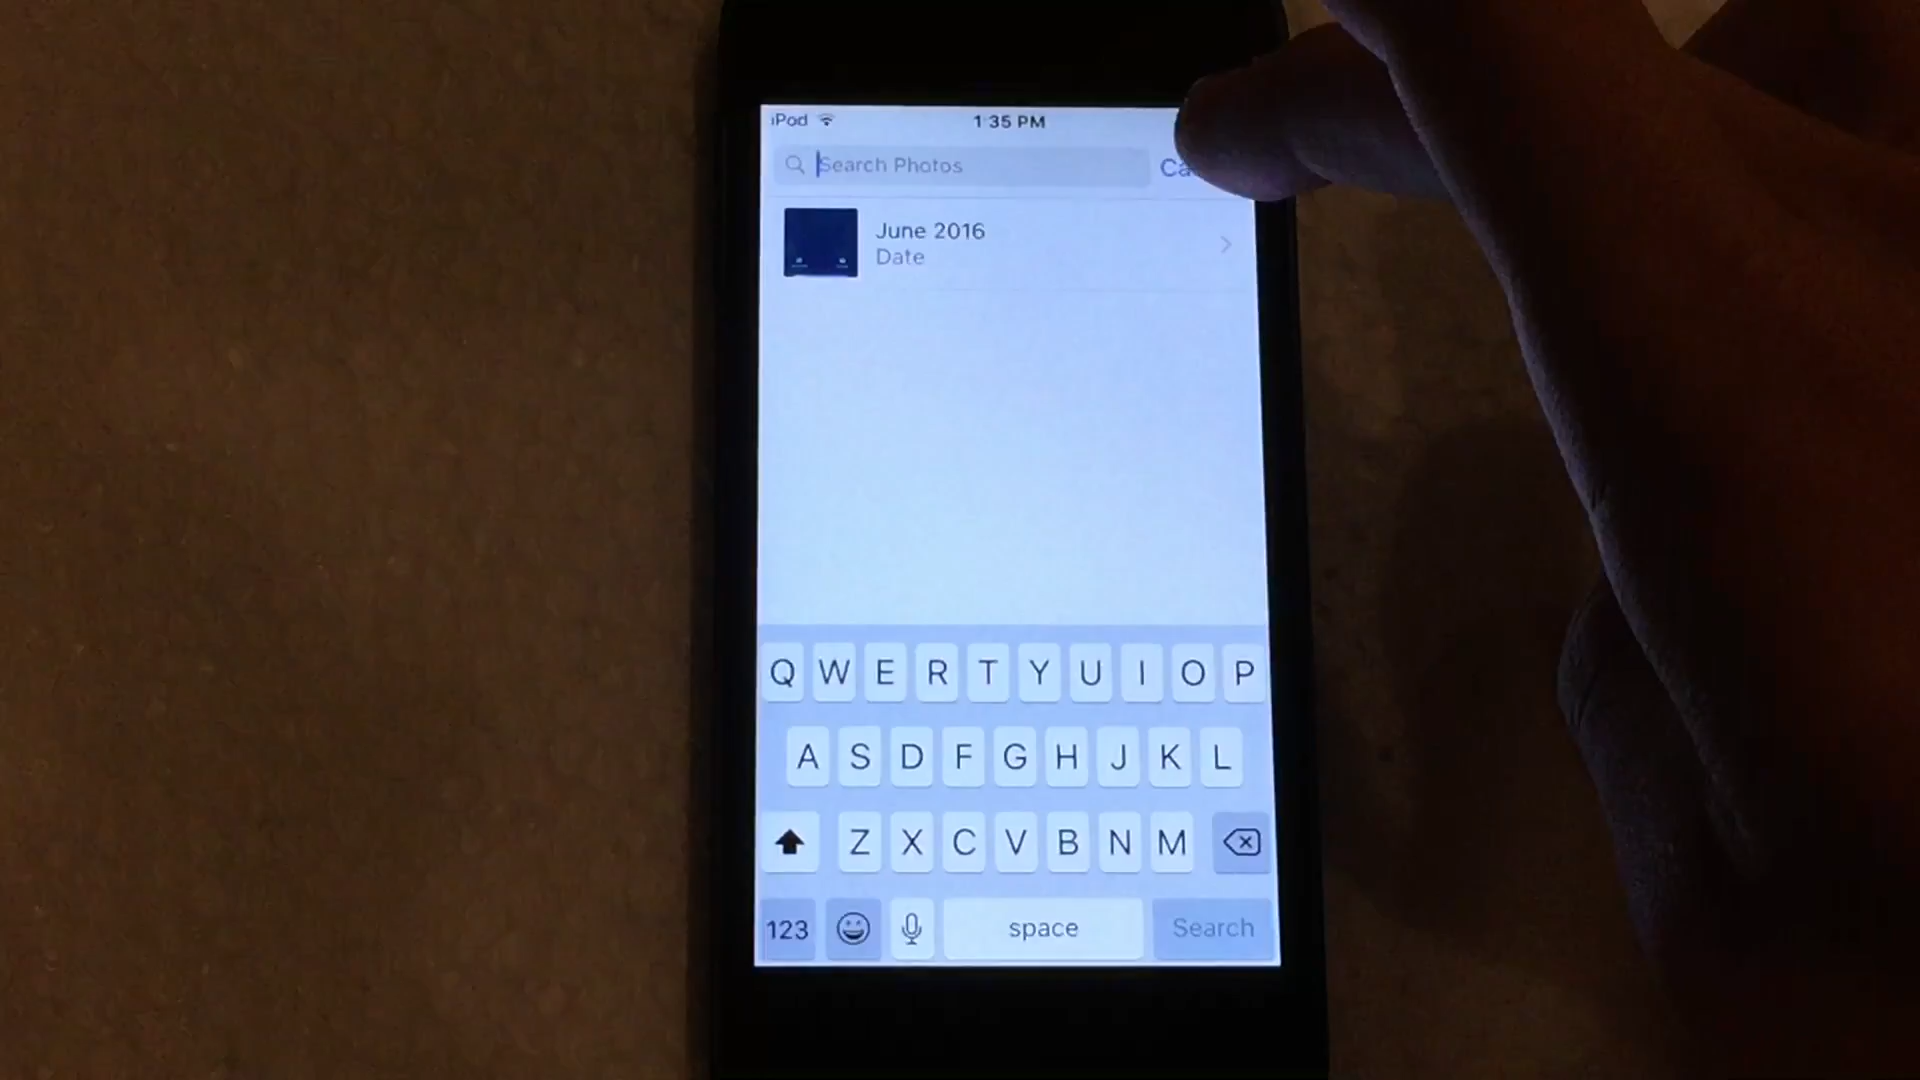 iPod 1:35 PM
Search Photos
June 2016
Date
Q W E R T Y U I O P
A S D F G H J K L
Z X C V B N M
123 space Search